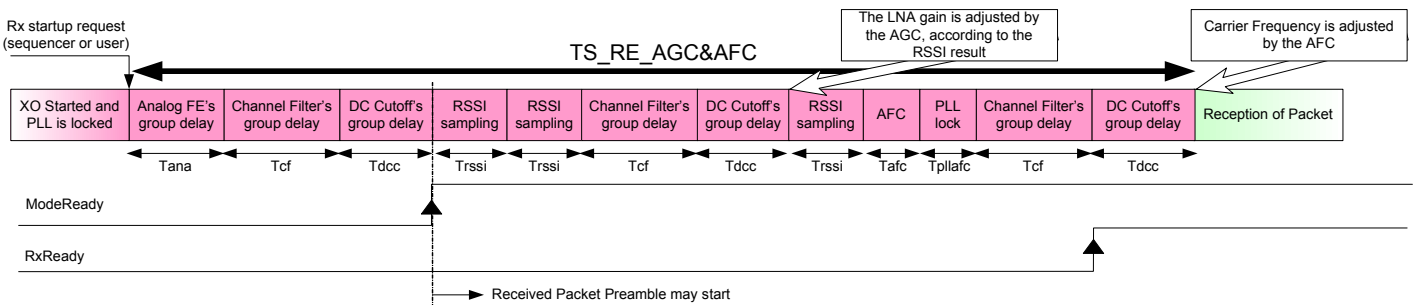 Rx startup request
(sequencer or user)
TS_RE_AGC&AFC
The LNA gain is adjusted by
the AGC, according to the
RSSI result
Carrier Frequency is adjusted
by the AFC
XO Started and
PLL is locked
Analog FE's
group delay
Channel Filter's
group delay
DC Cutoff's
group delay
RSSI
sampling
RSSI
sampling
Channel Filter's
group delay
DC Cutoff's
group delay
RSSI
sampling
AFC
PLL
lock
Channel Filter's
group delay
DC Cutoff's
group delay
Reception of Packet
Tana
Tcf
Tdcc
Trssi
Trssi
Tcf
Tdcc
Trssi
Tafc
Tpllafc
Tcf
Tdcc
ModeReady
RxReady
Received Packet Preamble may start